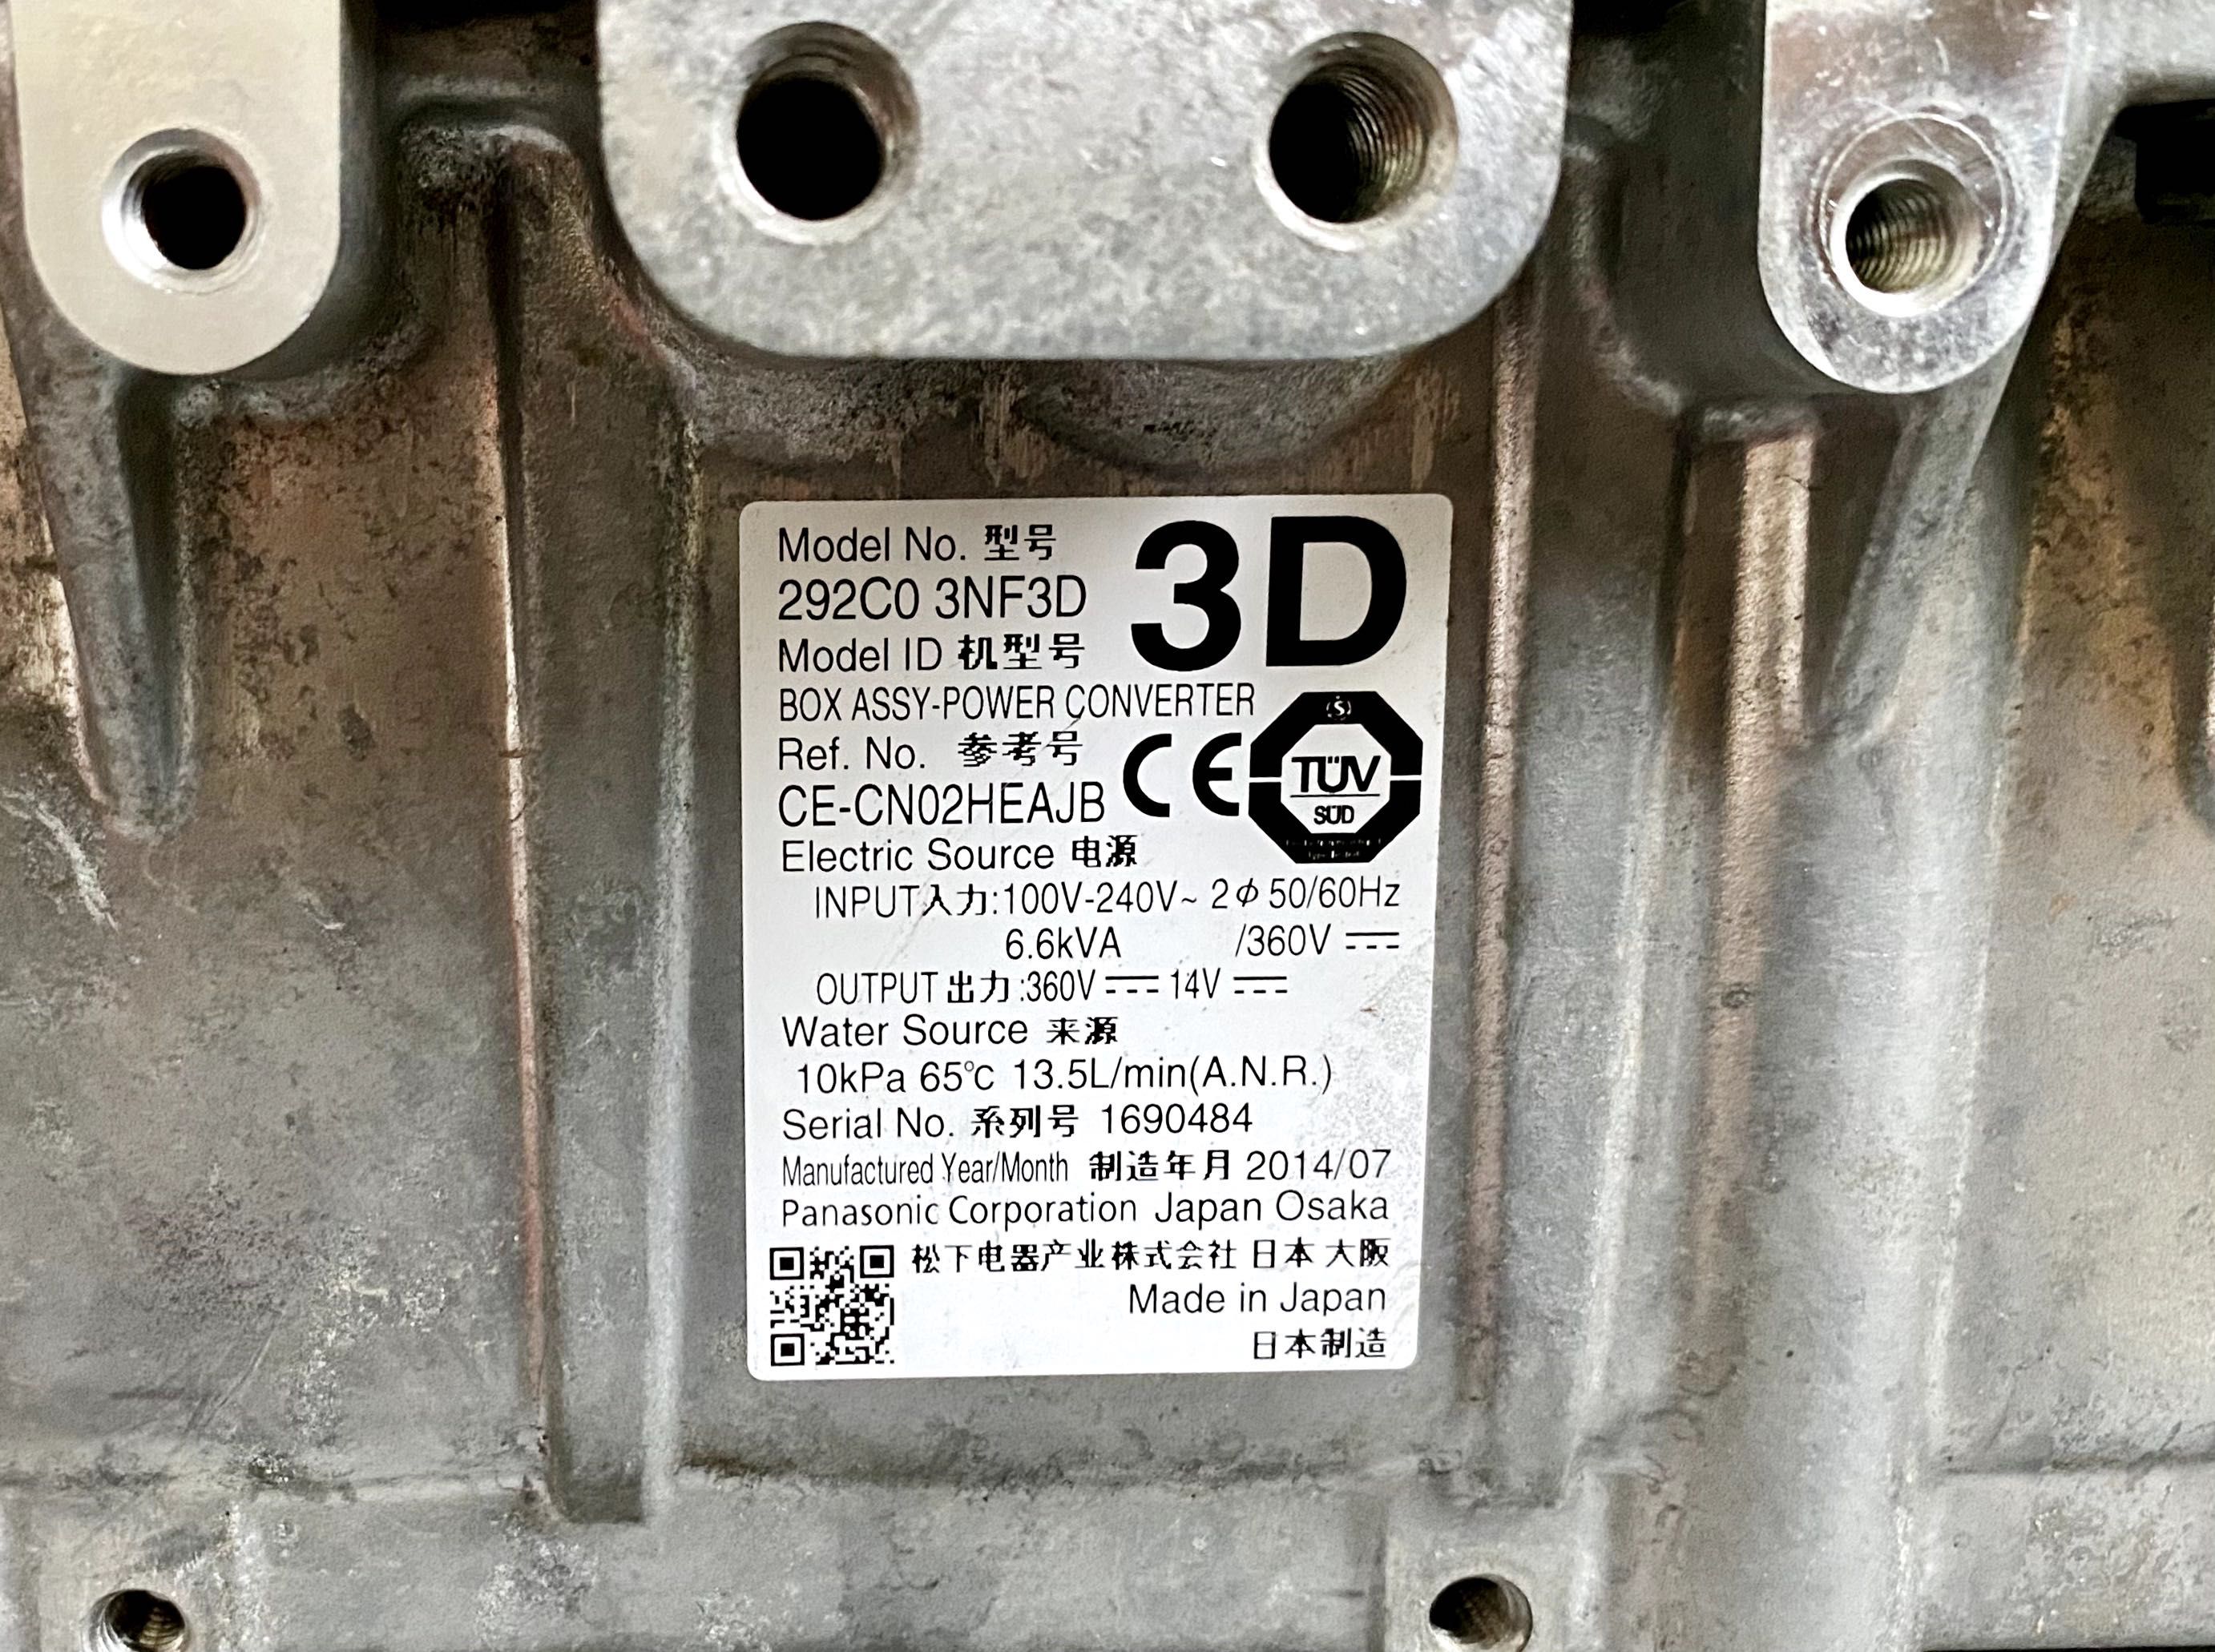 Model No. 型号
3D
292C0 3NF3D
Model ID 机型号
BOX ASSY-POWER CONVERTER
Ref. No. 参考号
CE-CN02HEAJB
CE
TÜV
SÜD
Electric Source 电源
INPUT入力:100V-240V~ 2φ 50/60Hz
6.6kVA /360V ⎓
OUTPUT 出力:360V ⎓ 14V ⎓
Water Source 来源
10kPa 65℃ 13.5L/min(A.N.R.)
Serial No. 系列号 1690484
Manufactured Year/Month 制造年月 2014/07
Panasonic Corporation Japan Osaka
松下电器产业株式会社 日本 大阪
Made in Japan
日本制造